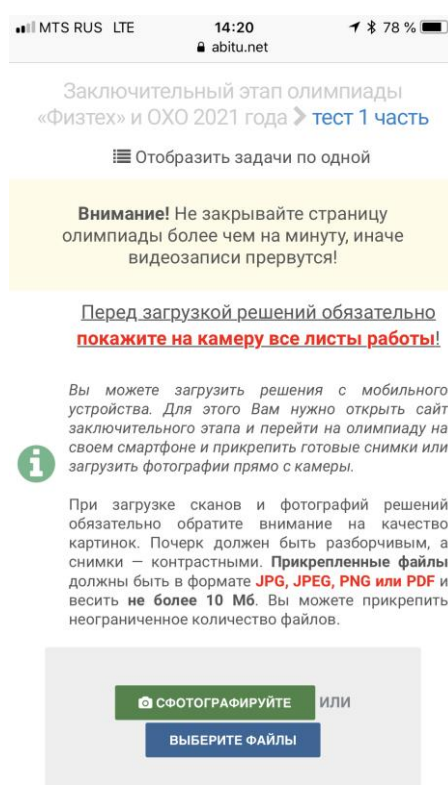 MTS RUS LTE 14:20 78 %
abitu.net
Заключительный этап олимпиады
«Физтех» и ОХО 2021 года > тест 1 часть
Отобразить задачи по одной
Внимание! Не закрывайте страницу
олимпиады более чем на минуту, иначе
видеозаписи прервутся!
Перед загрузкой решений обязательно
покажите на камеру все листы работы!
Вы можете загрузить решения с мобильного
устройства. Для этого Вам нужно открыть сайт
заключительного этапа и перейти на олимпиаду на
своем смартфоне и прикрепить готовые снимки или
загрузить фотографии прямо с камеры.
При загрузке сканов и фотографий решений
обязательно обратите внимание на качество
картинок. Почерк должен быть разборчивым, а
снимки — контрастными. Прикрепленные файлы
должны быть в формате JPG, JPEG, PNG или PDF и
весить не более 10 Мб. Вы можете прикрепить
неограниченное количество файлов.
СФОТОГРАФИРУЙТЕ ИЛИ
ВЫБЕРИТЕ ФАЙЛЫ